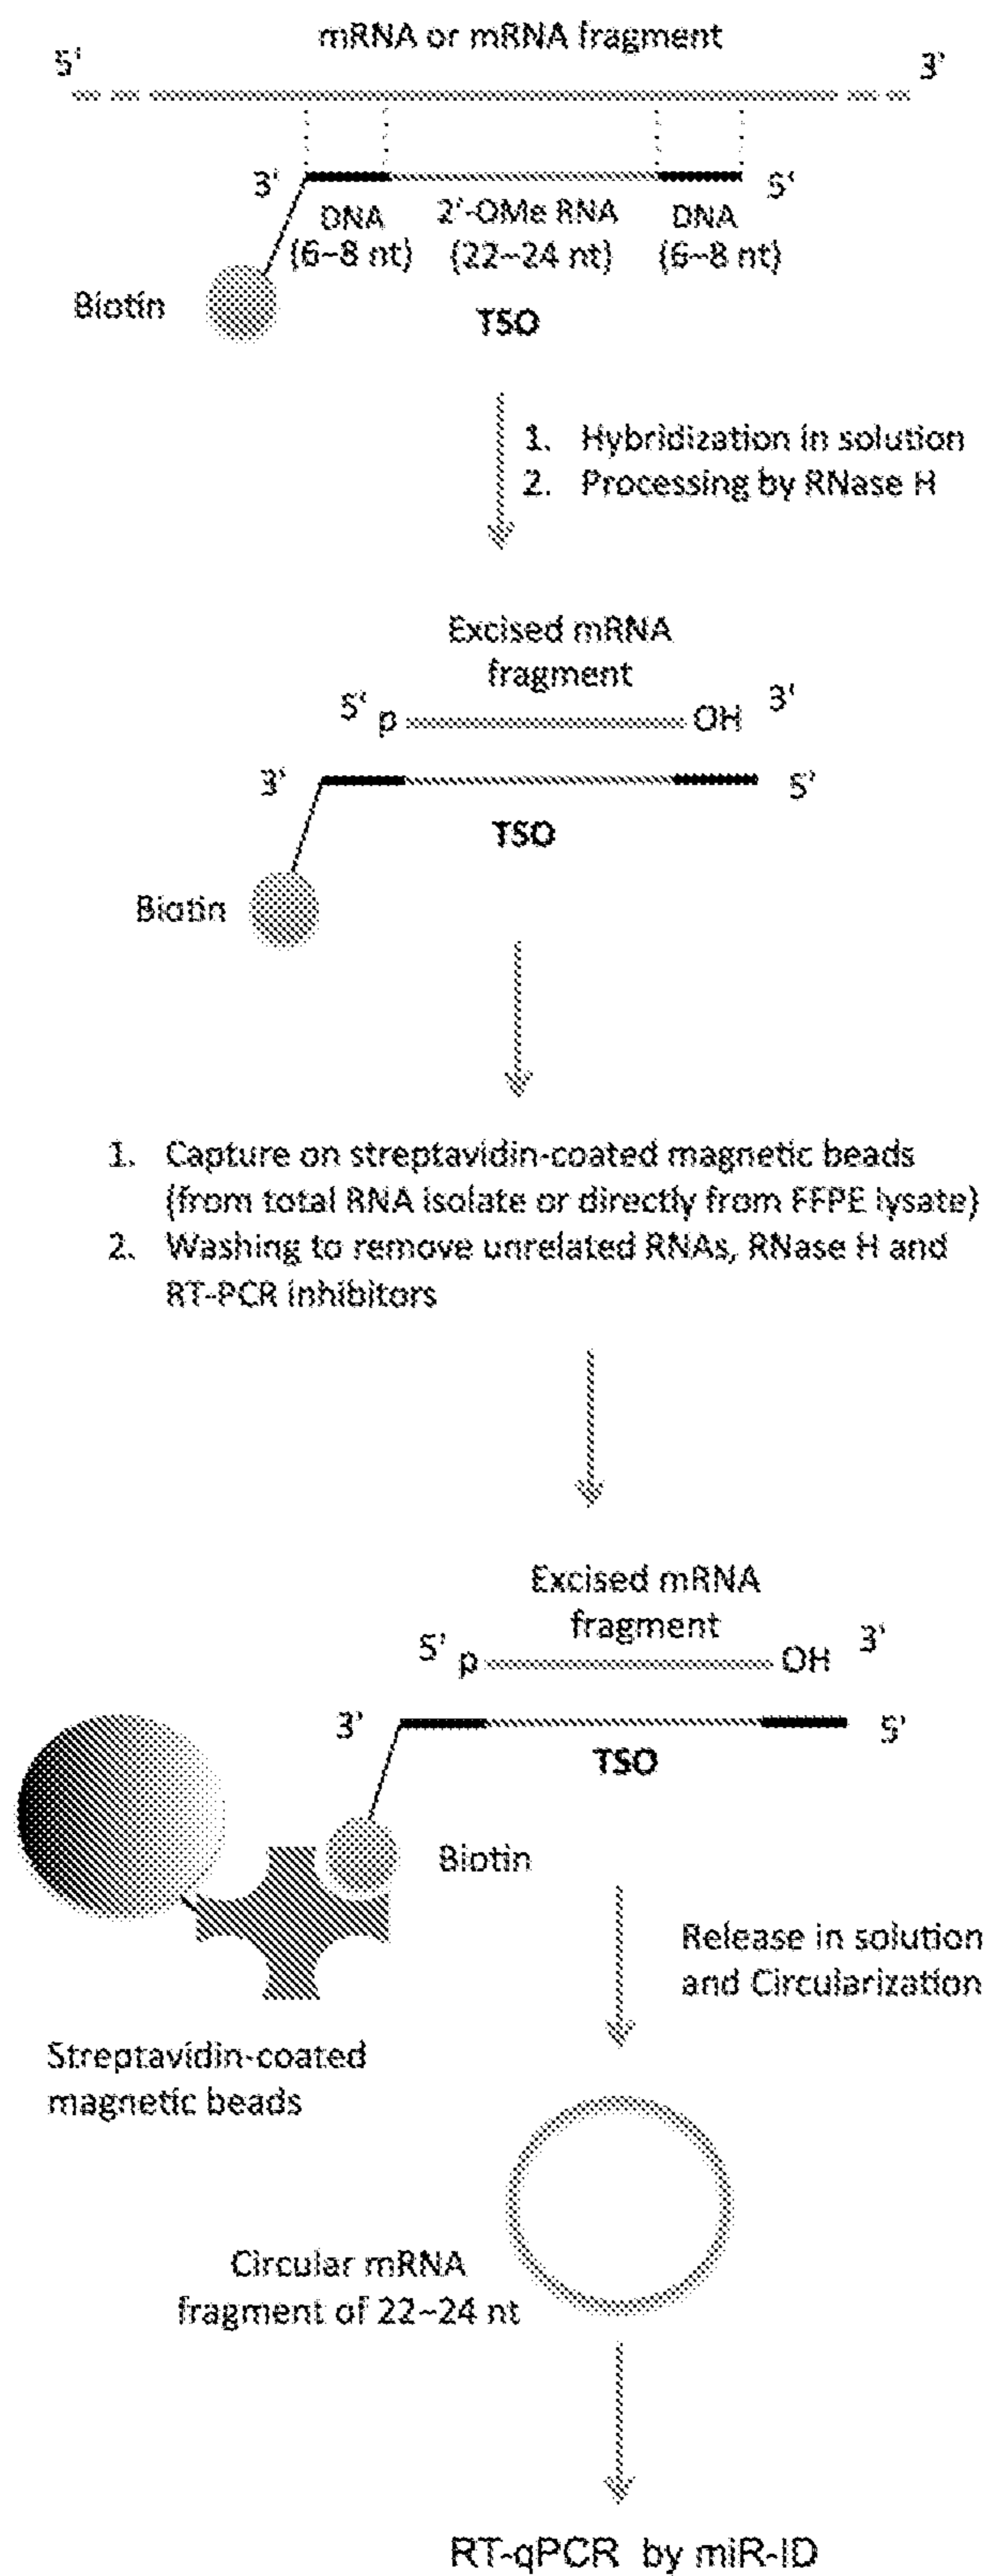 mRNA or mRNA fragment
5' 3'
3' 5'
DNA 2'-OMe RNA DNA
(6–8 nt) (22–24 nt) (6–8 nt)
Biotin
TSO
1. Hybridization in solution
2. Processing by RNase H
Excised mRNA
fragment
5' p OH 3'
3' 5'
TSO
Biotin
1. Capture on streptavidin-coated magnetic beads
(from total RNA isolate or directly from FFPE lysate)
2. Washing to remove unrelated RNAs, RNase H and
RT-PCR inhibitors
Excised mRNA
fragment
5' p OH 3'
3' 5'
TSO
Biotin
Release in solution
and Circularization
Streptavidin-coated
magnetic beads
Circular mRNA
fragment of 22–24 nt
RT-qPCR by miR-ID